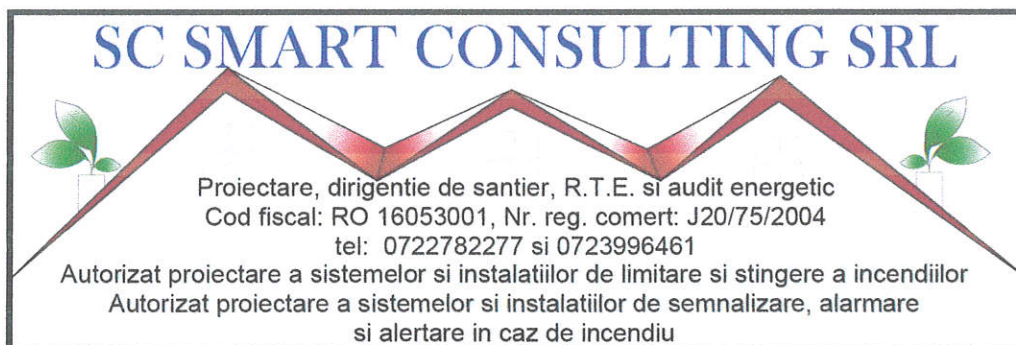 SC SMART CONSULTING SRL
Proiectare, dirigentie de santier, R.T.E. si audit energetic
Cod fiscal: RO 16053001, Nr. reg. comert: J20/75/2004
tel: 0722782277 si 0723996461
Autorizat proiectare a sistemelor si instalatiilor de limitare si stingere a incendiilor
Autorizat proiectare a sistemelor si instalatiilor de semnalizare, alarmare
si alertare in caz de incendiu